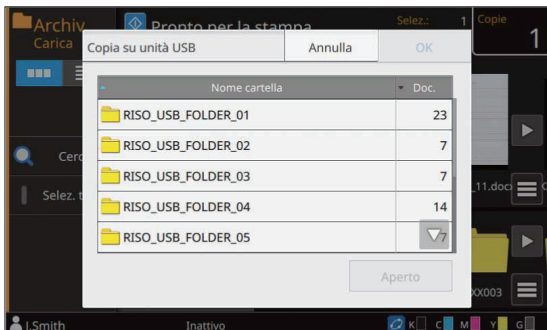 Archiv
Pronto per la stampa
Selez.: 1
Copie
Carica
1
Copia su unità USB
Annulla
OK
Nome cartella
Doc.
RISO_USB_FOLDER_01 23
RISO_USB_FOLDER_02 7
RISO_USB_FOLDER_03 7
RISO_USB_FOLDER_04 14
RISO_USB_FOLDER_05 7
Cerc
Selez. t
_11.doc
Aperto
XX003
J.Smith
Inattivo
K C M Y G